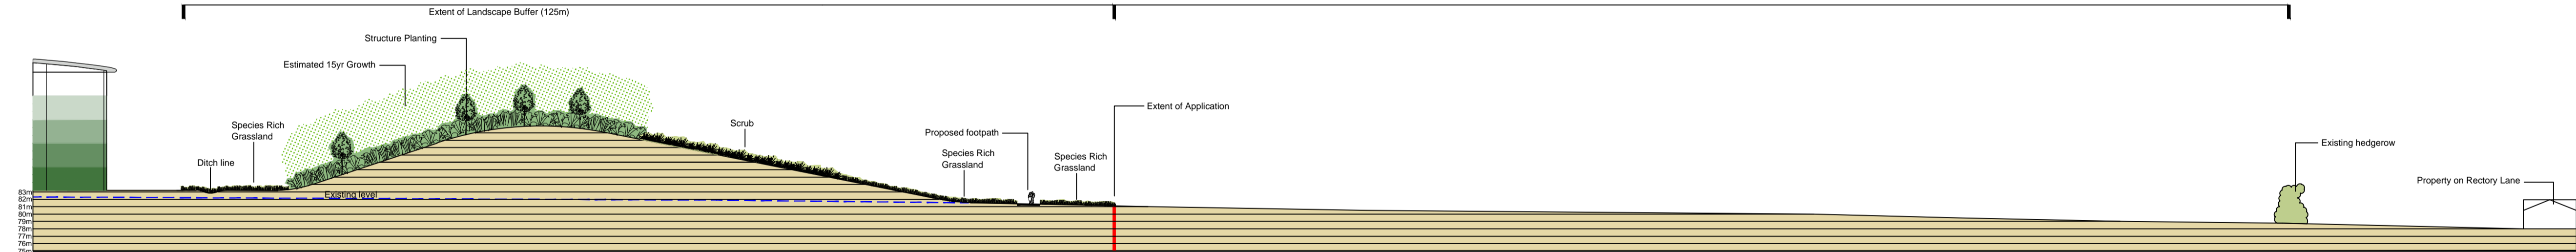 Extent of Landscape Buffer (125m)
Structure Planting
Estimated 15yr Growth
Extent of Application
Species Rich
Grassland
Scrub
Proposed footpath
Existing hedgerow
Ditch line
Species Rich
Grassland
Species Rich
Grassland
Property on Rectory Lane
Existing level
83m
82m
81m
80m
79m
78m
77m
76m
75m